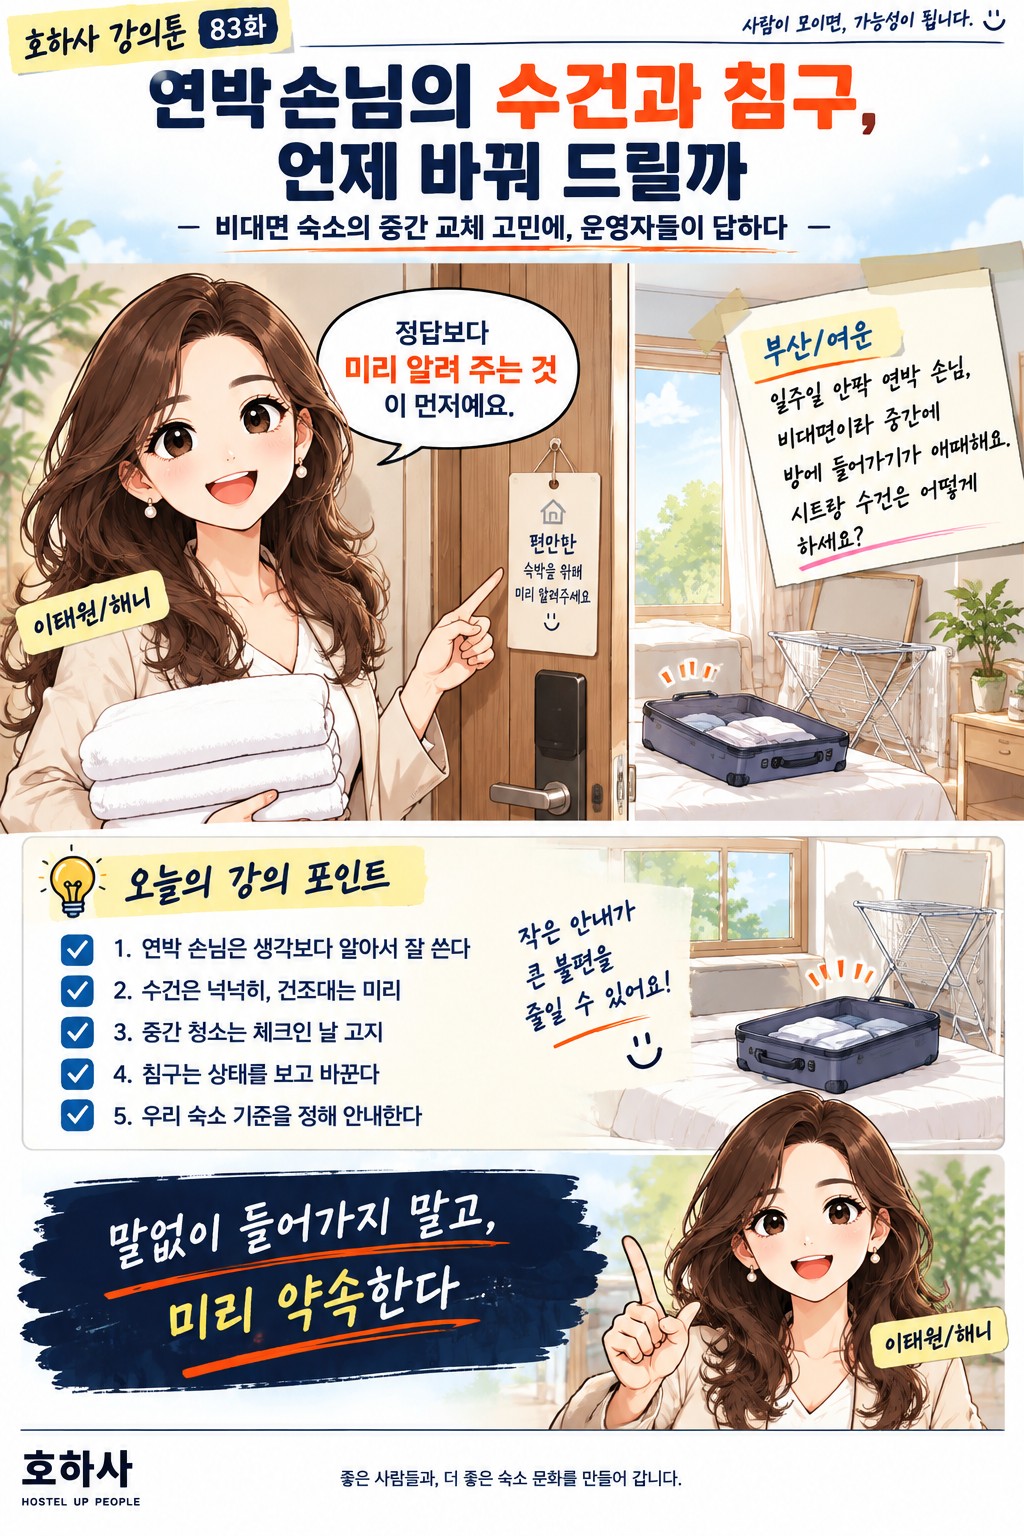 호하사 강의툰 83화
사람이 모이면, 가능성이 됩니다.
연박 손님의 수건과 침구,
언제 바꿔 드릴까
— 비대면 숙소의 중간 교체 고민에, 운영자들이 답하다 —
정답보다
미리 알려 주는 것
이 먼저예요.
편안한
숙박을 위해
미리 알려주세요
부산/여운
일주일 안팍 연박 손님,
비대면이라 중간에
방에 들어가기가 애매해요.
시트랑 수건은 어떻게
하세요?
이태원/해니
오늘의 강의 포인트
1. 연박 손님은 생각보다 알아서 잘 쓴다
2. 수건은 넉넉히, 건조대는 미리
3. 중간 청소는 체크인 날 고지
4. 침구는 상태를 보고 바꾼다
5. 우리 숙소 기준을 정해 안내한다
작은 안내가
큰 불편을
줄일 수 있어요!
말없이 들어가지 말고,
미리 약속한다
이태원/해니
호하사
HOSTEL UP PEOPLE
좋은 사람들과, 더 좋은 숙소 문화를 만들어 갑니다.